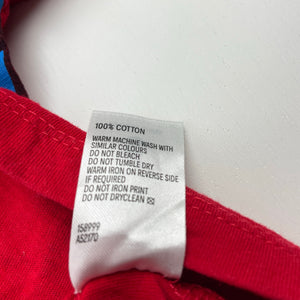 100% COTTON
WARM MACHINE WASH WITH
SIMILAR COLOURS
DO NOT BLEACH
DO NOT TUMBLE DRY
WARM IRON ON REVERSE SIDE
IF REQUIRED
DO NOT IRON PRINT
DO NOT DRYCLEAN
158999
AS2170